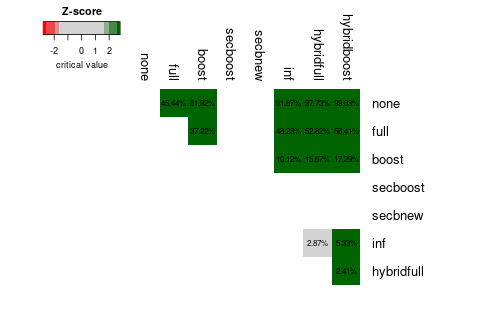 Z-score
-2 0 1 2
critical value
none full boost secboost secbnew inf hybridfull hybridboost
45.44% 81.92% 91.87% 97.73% 99.03% none
37.22% 48.23% 52.82% 56.41% full
10.12% 15.67% 17.29% boost
secboost
secbnew
2.87% 5.33% inf
2.41% hybridfull